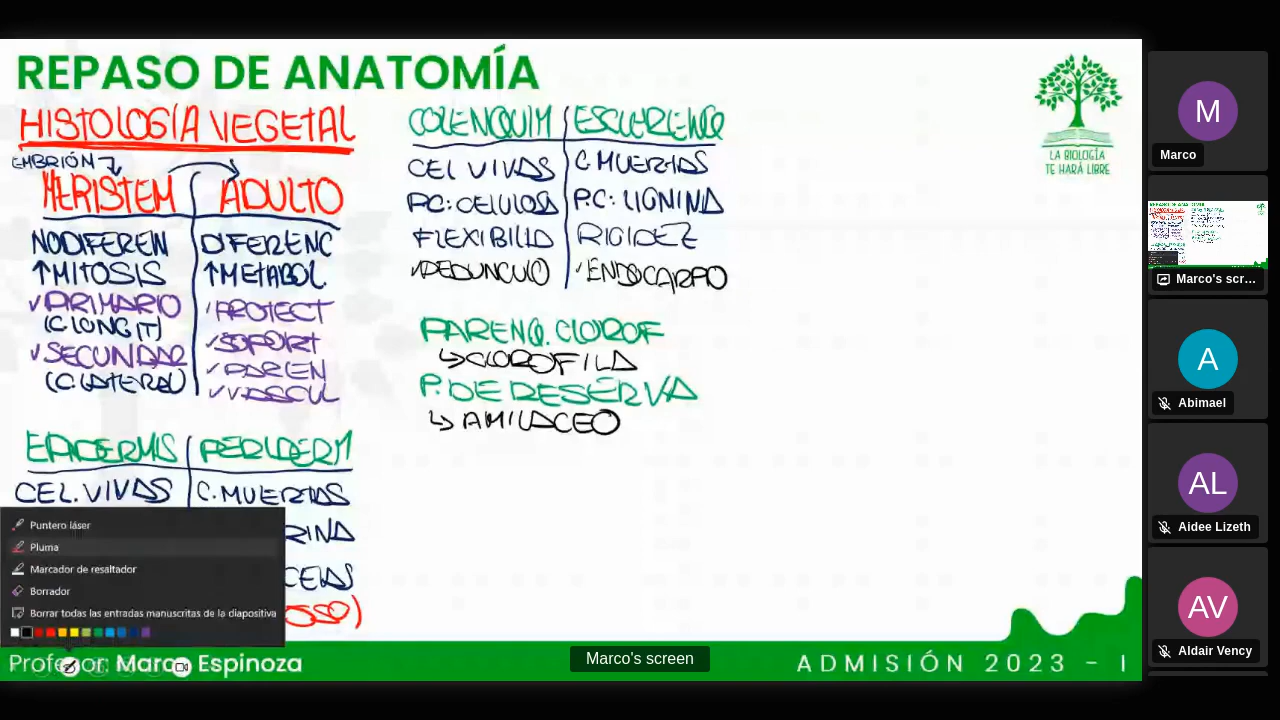 REPASO DE ANATOMÍA
HISTOLOGÍA VEGETAL
EMBRIÓN
MERISTEM ADULTO
NO DIFEREN DIFERENC
↑MITOSIS ↑METABOL.
✓PRIMARIO ✓PROTECT
(C LONGIT) ✓SOPORT
✓SECUNDAR ✓PAREN
(C. LATERAL) ✓VASCUL
EPIDERMIS PERIDERM
CEL. VIVAS C. MUERTAS
RINA
CELAS
OSO)
COLENQUIM ESCLERENQ
CEL VIVAS C MUERTAS
P.C: CELULOSA P.C: LIGNINA
FLEXIBILID RIGIDEZ
✓PEDUNCULO ✓ENDOCARPO
PARENQ. CLOROF
↳CLOROFILA
P. DE RESERVA
↳AMILACEO
LA BIOLOGÍA
TE HARÁ LIBRE
Puntero láser
Pluma
Marcador de resaltador
Borrador
Borrar todas las entradas manuscritas de la diapositiva
Profesor: Marco Espinoza
Marco's screen
ADMISIÓN 2023 - I
M
Marco
Marco's scr...
A
Abimael
AL
Aidee Lizeth
AV
Aldair Vency